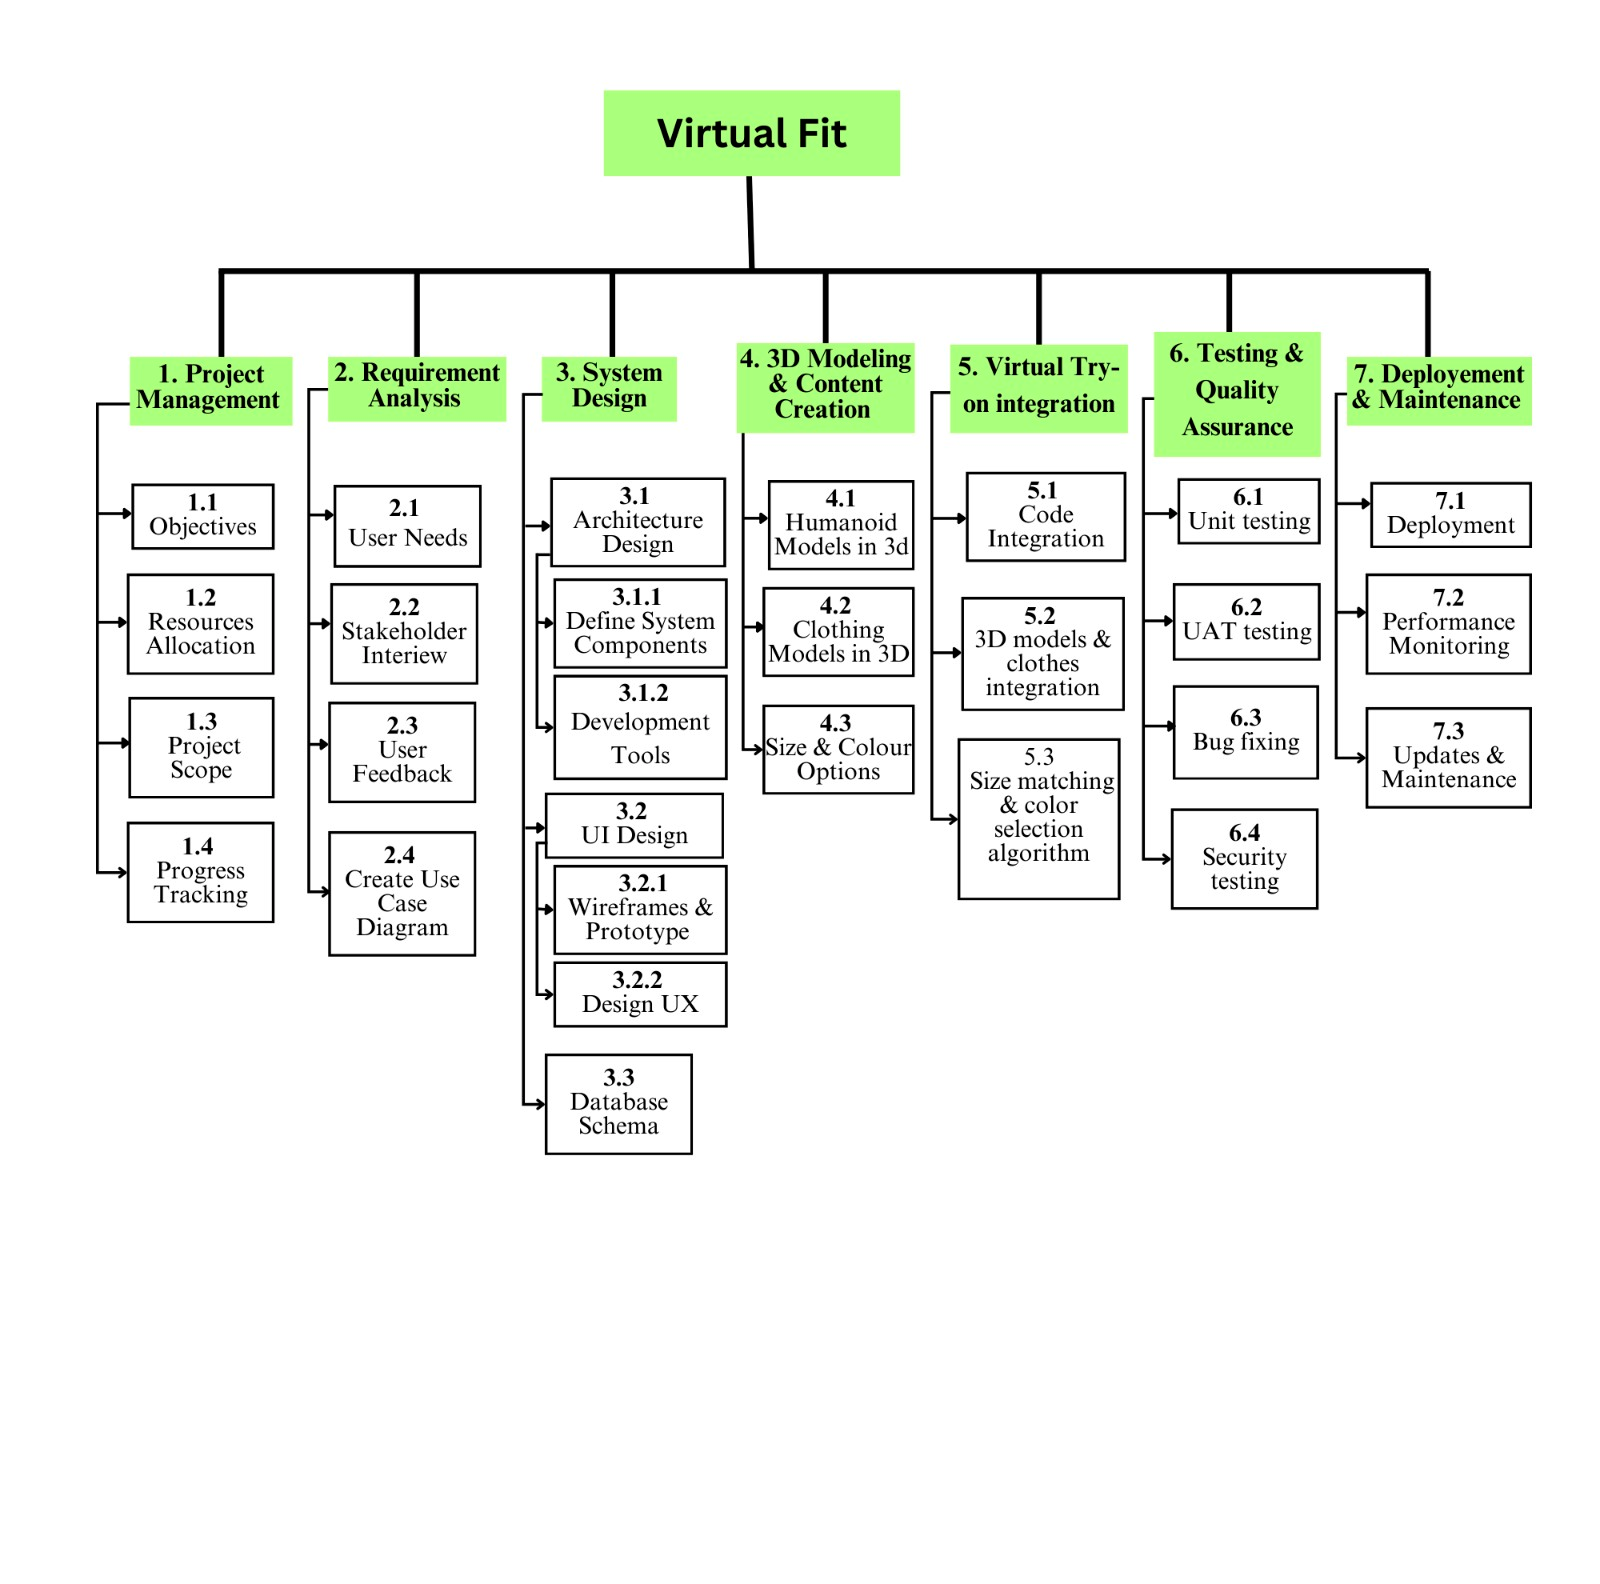 Virtual Fit
1. Project
Management
1.1
Objectives
1.2
Resources
Allocation
1.3
Project
Scope
1.4
Progress
Tracking
2. Requirement
Analysis
2.1
User Needs
2.2
Stakeholder
Interiew
2.3
User
Feedback
2.4
Create Use
Case
Diagram
3. System
Design
3.1
Architecture
Design
3.1.1
Define System
Components
3.1.2
Development
Tools
3.2
UI Design
3.2.1
Wireframes &
Prototype
3.2.2
Design UX
3.3
Database
Schema
4. 3D Modeling
& Content
Creation
4.1
Humanoid
Models in 3d
4.2
Clothing
Models in 3D
4.3
Size & Colour
Options
5. Virtual Try-
on integration
5.1
Code
Integration
5.2
3D models &
clothes
integration
5.3
Size matching
& color
selection
algorithm
6. Testing &
Quality
Assurance
6.1
Unit testing
6.2
UAT testing
6.3
Bug fixing
6.4
Security
testing
7. Deployement
& Maintenance
7.1
Deployment
7.2
Performance
Monitoring
7.3
Updates &
Maintenance